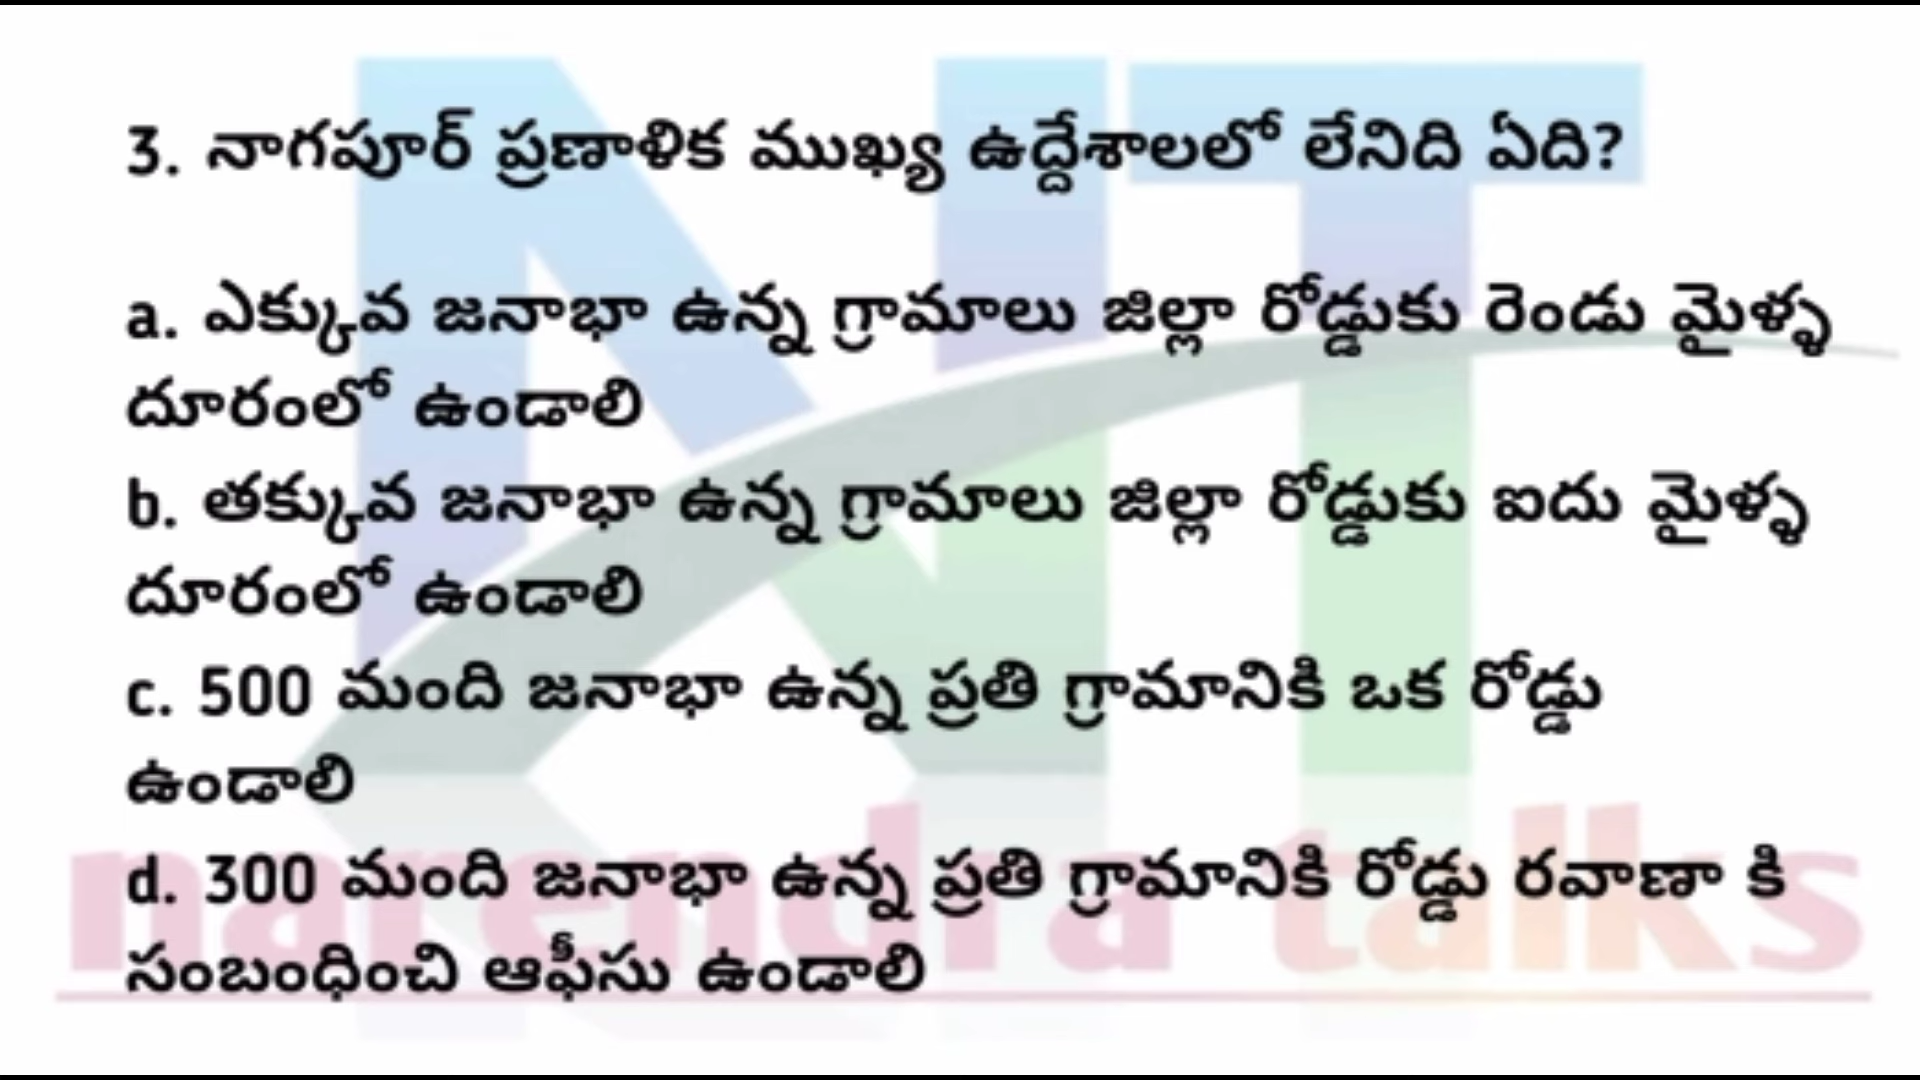 3. నాగపూర్ ప్రణాళిక ముఖ్య ఉద్దేశాలలో లేనిది ఏది?
a. ఎక్కువ జనాభా ఉన్న గ్రామాలు జిల్లా రోడ్డుకు రెండు మైళ్ళ
దూరంలో ఉండాలి
b. తక్కువ జనాభా ఉన్న గ్రామాలు జిల్లా రోడ్డుకు ఐదు మైళ్ళ
దూరంలో ఉండాలి
c. 500 మంది జనాభా ఉన్న ప్రతి గ్రామానికి ఒక రోడ్డు
ఉండాలి
d. 300 మంది జనాభా ఉన్న ప్రతి గ్రామానికి రోడ్డు రవాణా కి
సంబంధించి ఆఫీసు ఉండాలి
NT
narendra talks